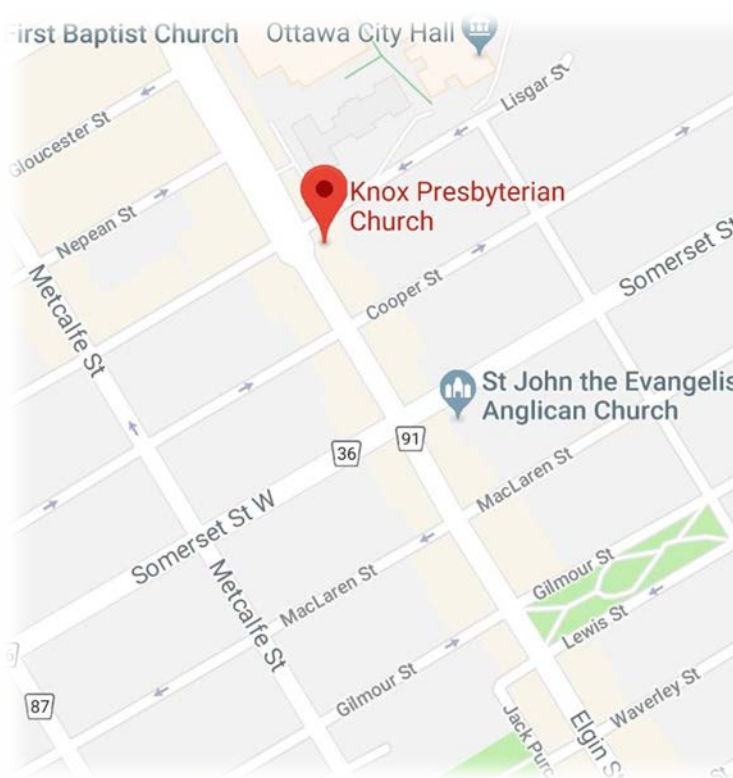 First Baptist Church
Ottawa City Hall
Lisgar St
Gloucester St
Knox Presbyterian
Church
Nepean St
Somerset St
Cooper St
Metcalfe St
St John the Evangelis
Anglican Church
91
36
MacLaren St
Somerset St W
Gilmour St
MacLaren St
Metcalfe St
Lewis St
87
Gilmour St
Waverley St
Jack Purc
Elgin S